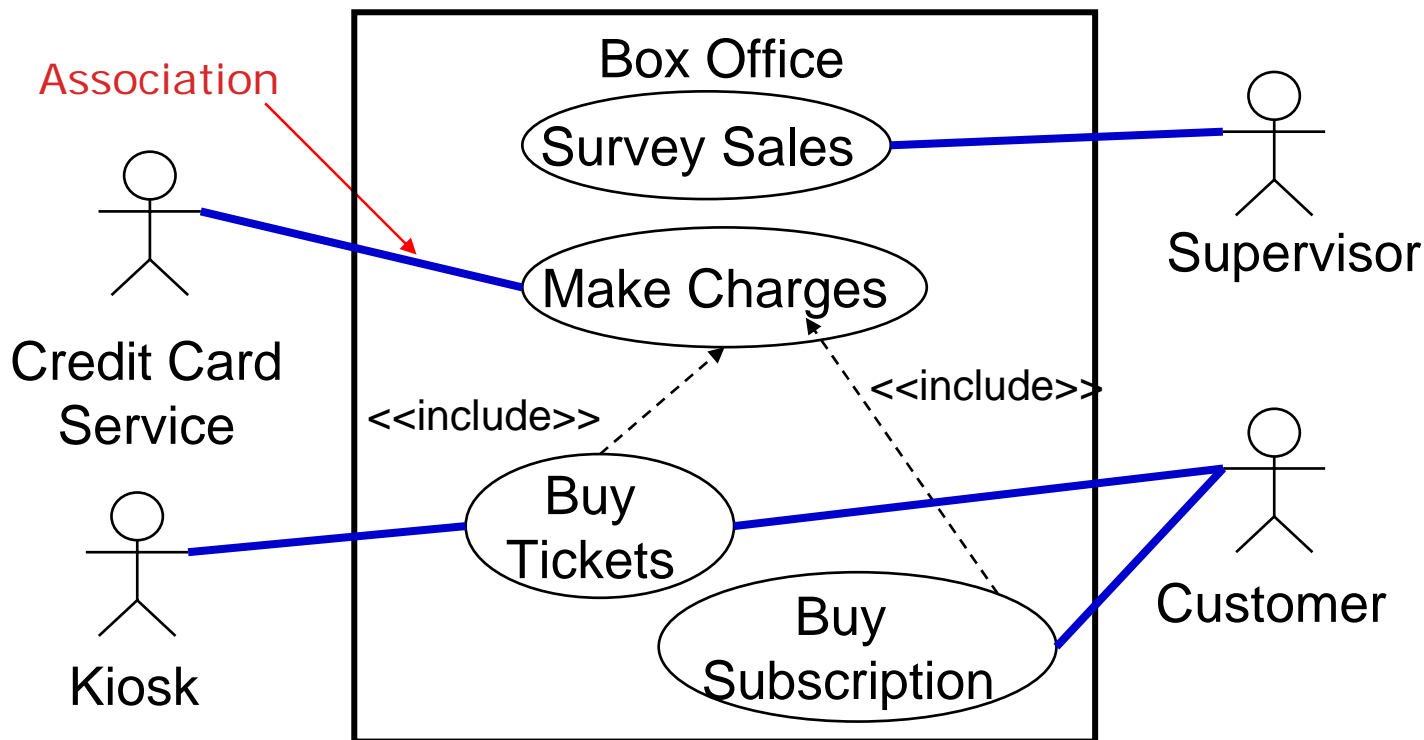 Box Office
Association
Survey Sales
Supervisor
Make Charges
Credit Card
Service
<<include>>
<<include>>
Buy
Tickets
Customer
Buy
Subscription
Kiosk